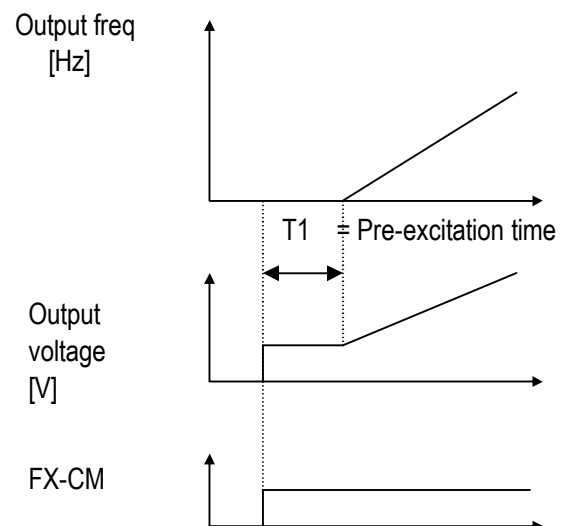 Output freq
[Hz]
T1 = Pre-excitation time
Output
voltage
[V]
FX-CM